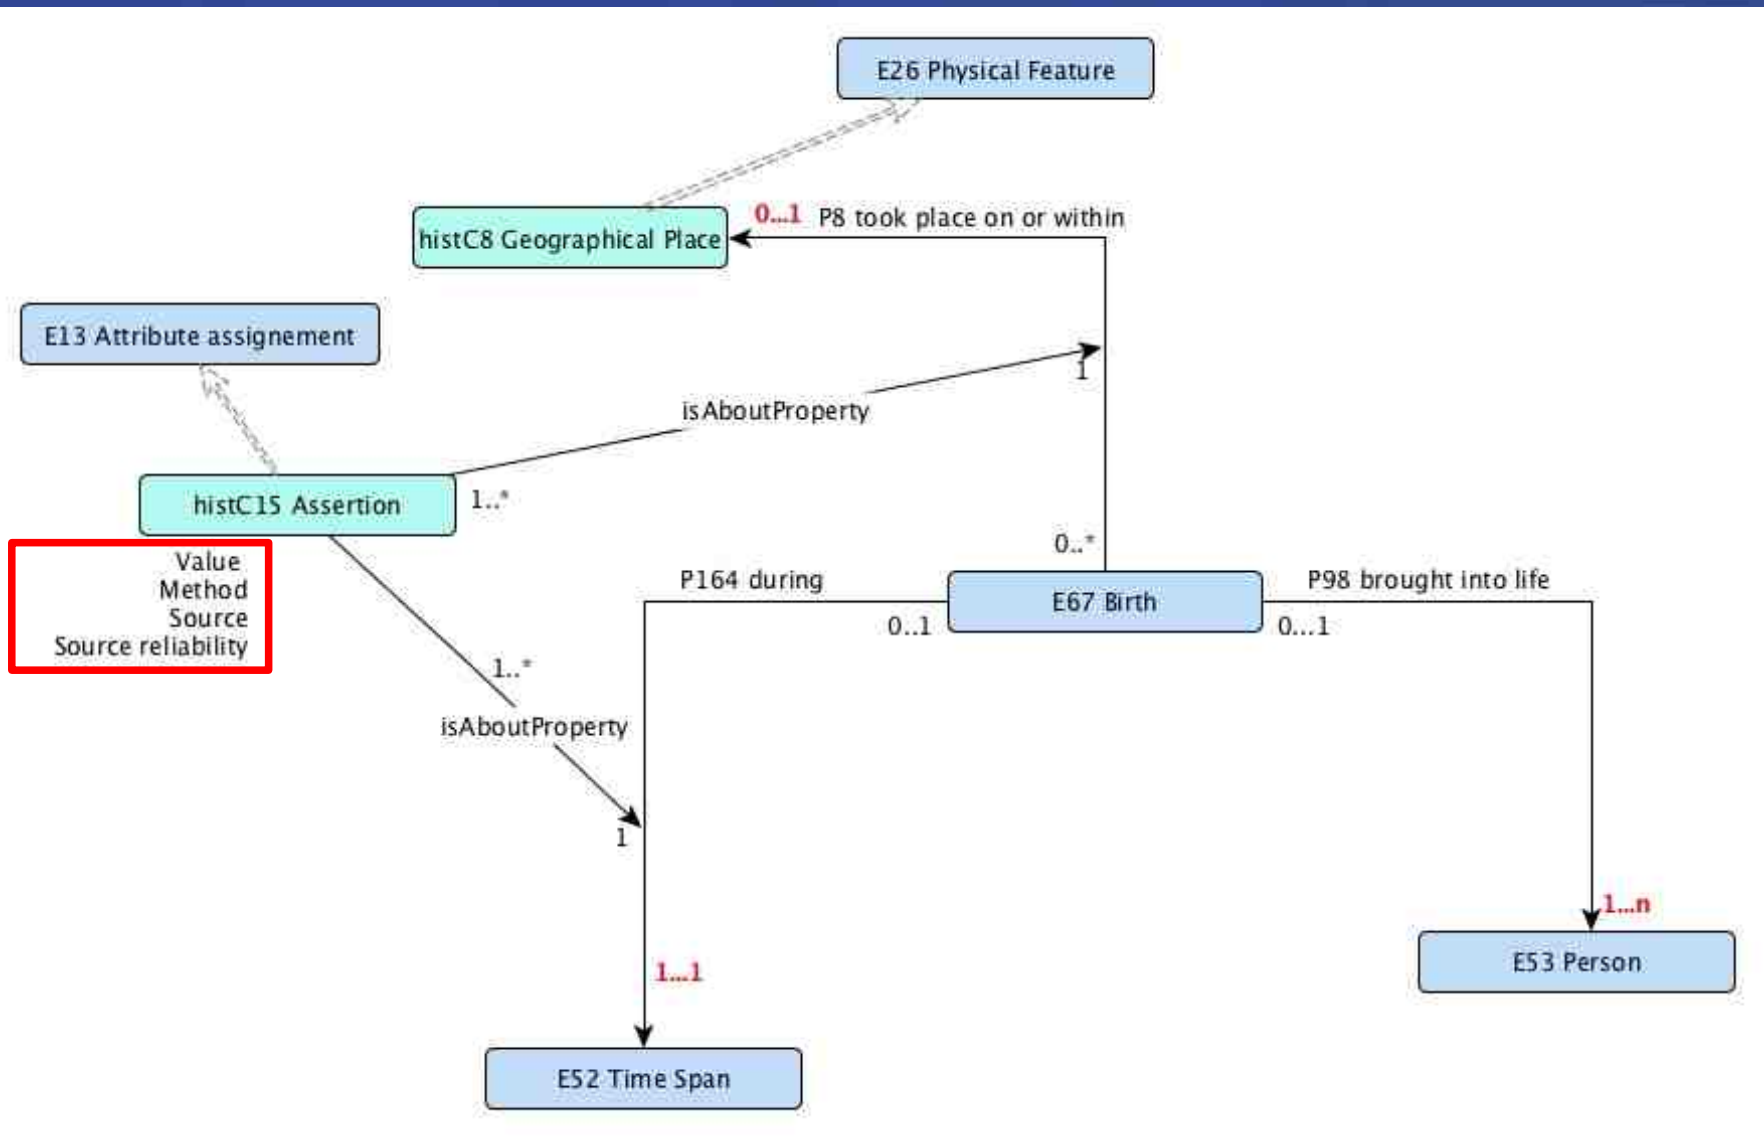 E26 Physical Feature
0...1 P8 took place on or within
histC8 Geographical Place
E13 Attribute assignement
1
isAboutProperty
histC15 Assertion
1..*
0..*
Value
Method
Source
Source reliability
P164 during
E67 Birth
P98 brought into life
0..1
0...1
1..*
isAboutProperty
1
1...n
E53 Person
1...1
E52 Time Span